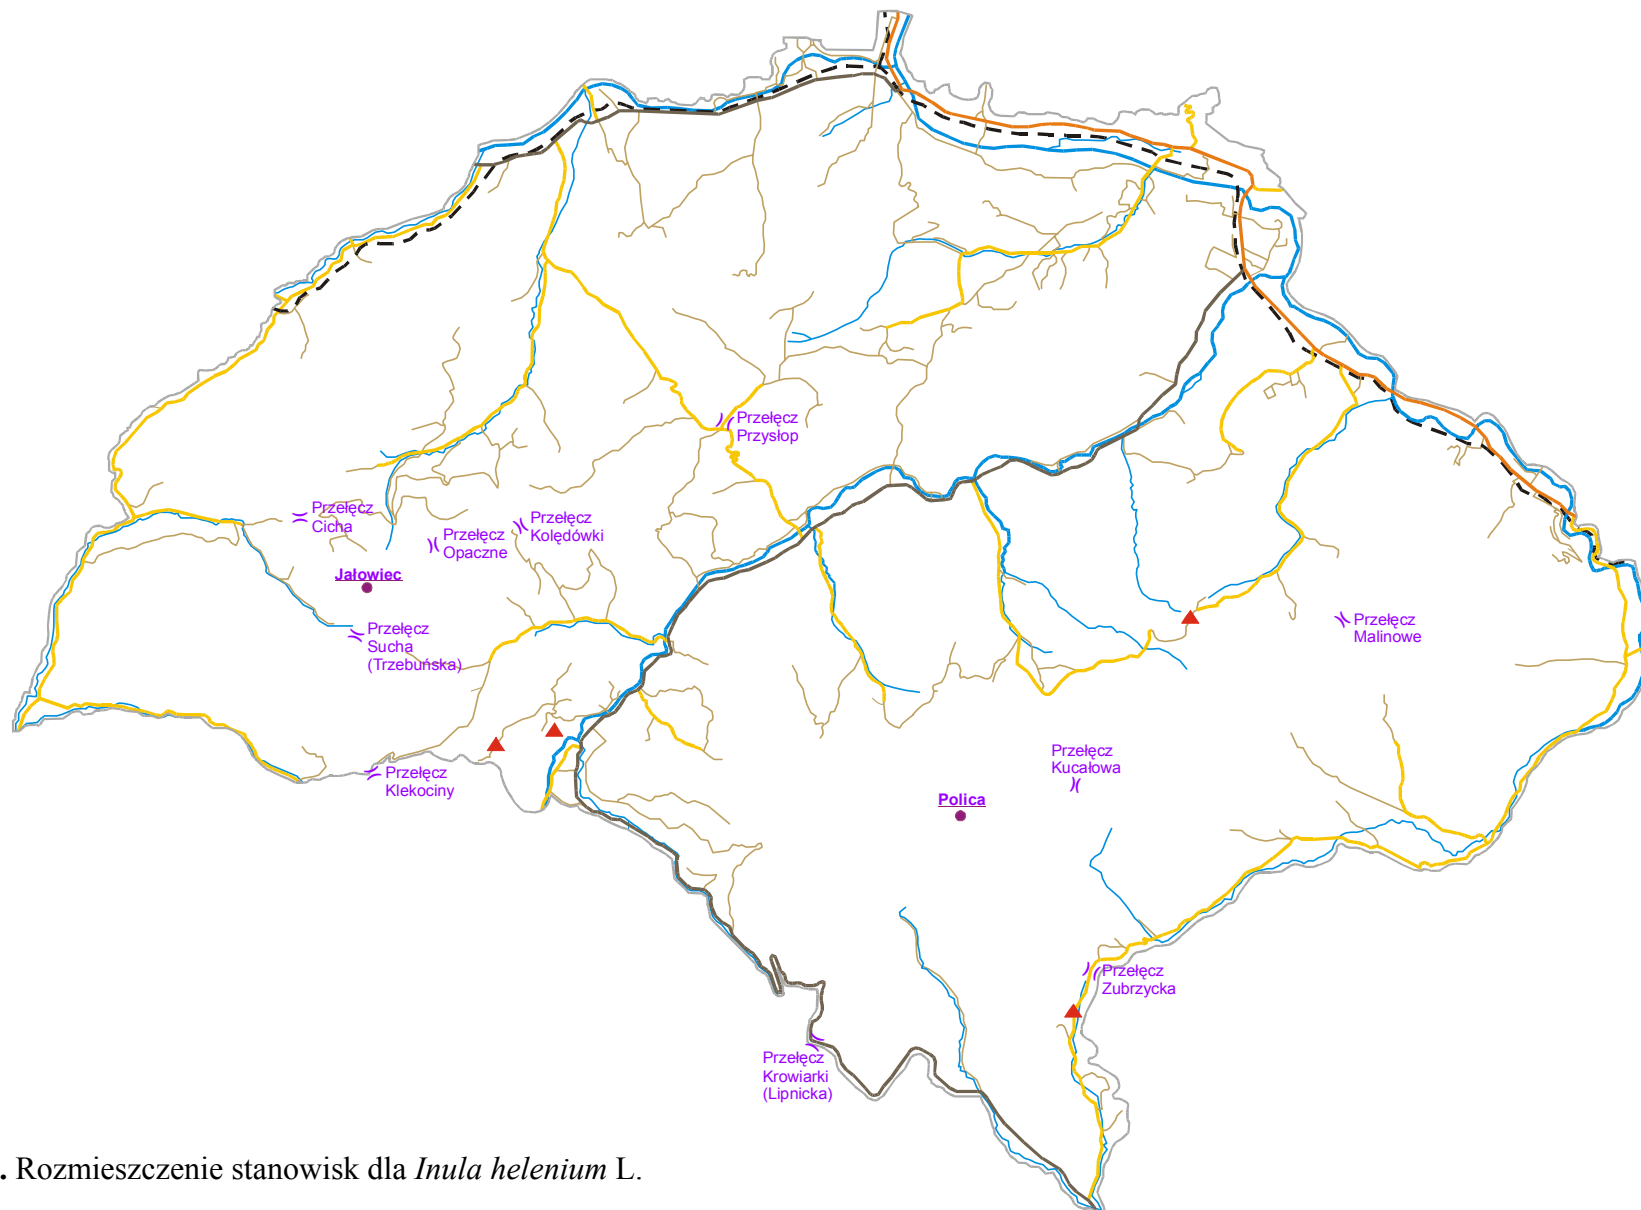 Przełęcz
Przysłop
Przełęcz
Cicha
Przełęcz
Kolędówki
Przełęcz
Opaczne
Jałowiec
Przełęcz
Sucha
(Trzebuńska)
Przełęcz
Malinowe
Przełęcz
Klekociny
Przełęcz
Kucałowa
Polica
Przełęcz
Zubrzycka
Przełęcz
Krowiarki
(Lipnicka)
. Rozmieszczenie stanowisk dla Inula helenium L.